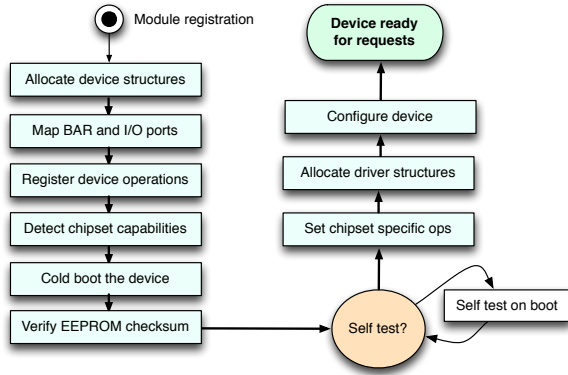 Module registration
Allocate device structures
Map BAR and I/O ports
Register device operations
Detect chipset capabilities
Cold boot the device
Verify EEPROM checksum
Self test?
Self test on boot
Set chipset specific ops
Allocate driver structures
Configure device
Device ready
for requests